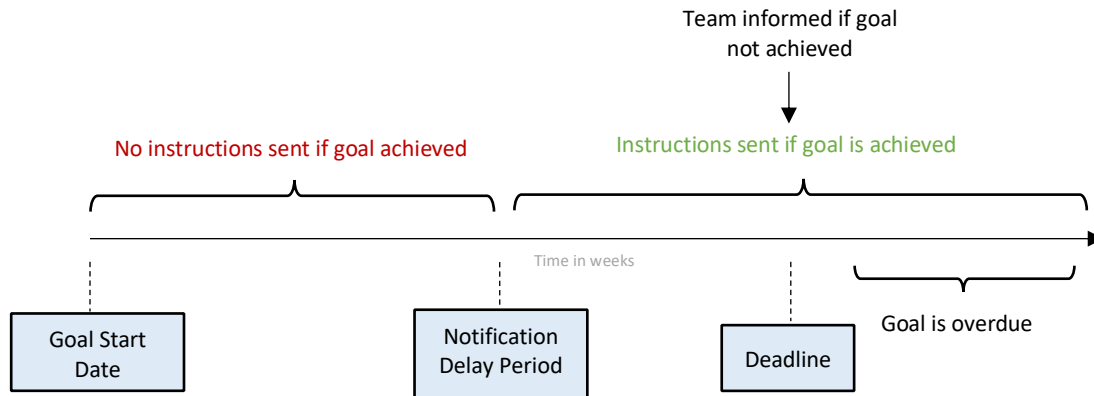 Team informed if goal
not achieved
No instructions sent if goal achieved
Instructions sent if goal is achieved
Time in weeks
Goal Start
Date
Notification
Delay Period
Deadline
Goal is overdue